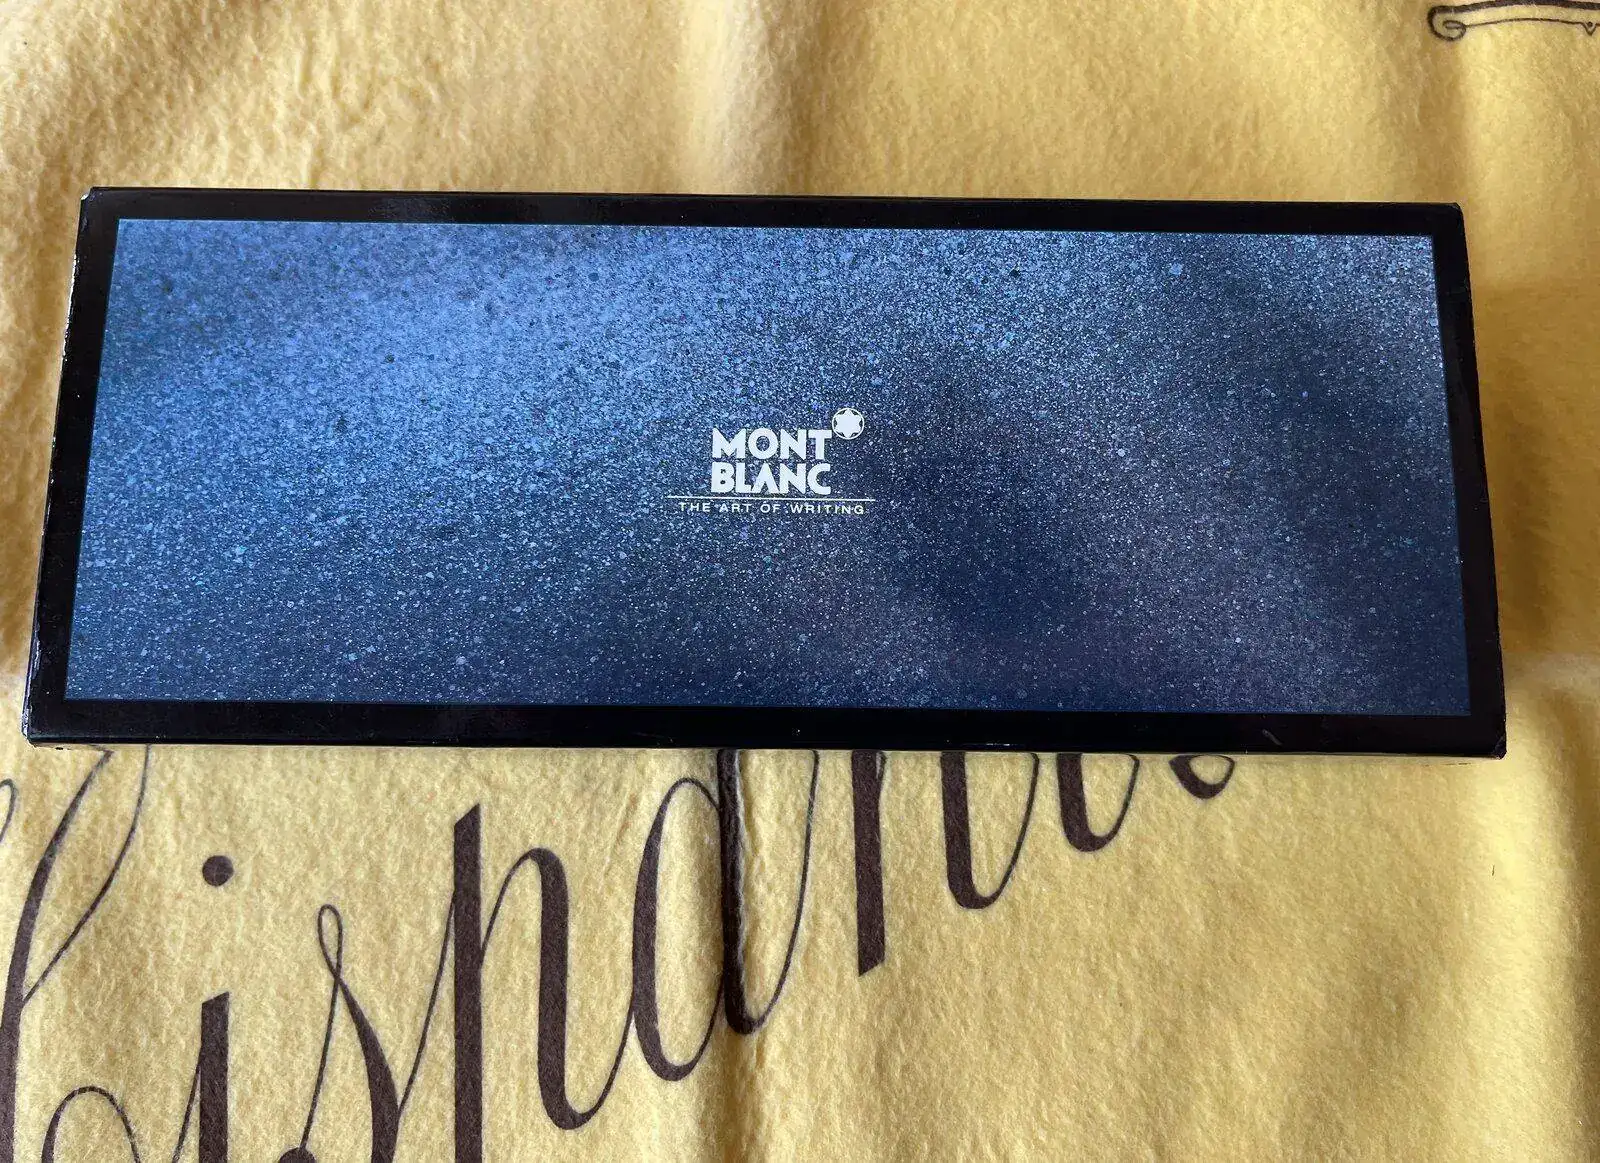 MONT
BLANC
THE ART OF WRITING